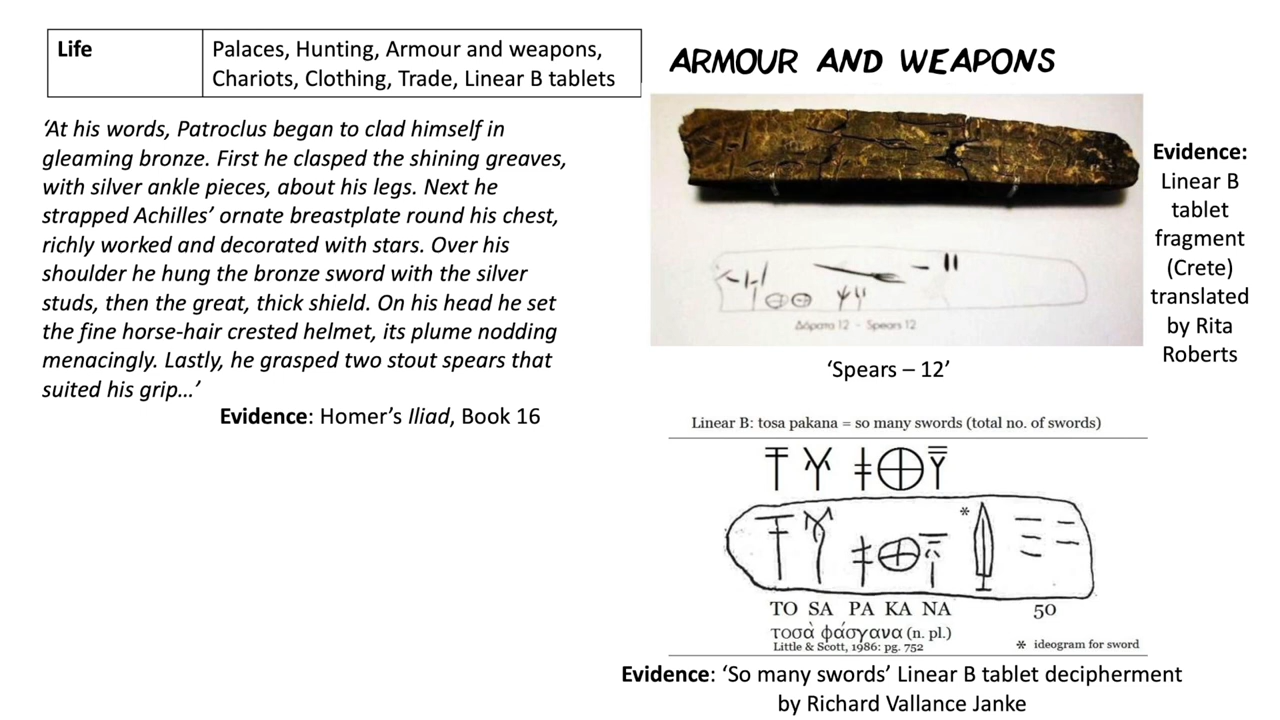 Life
Palaces, Hunting, Armour and weapons,
Chariots, Clothing, Trade, Linear B tablets
‘At his words, Patroclus began to clad himself in
gleaming bronze. First he clasped the shining greaves,
with silver ankle pieces, about his legs. Next he
strapped Achilles’ ornate breastplate round his chest,
richly worked and decorated with stars. Over his
shoulder he hung the bronze sword with the silver
studs, then the great, thick shield. On his head he set
the fine horse-hair crested helmet, its plume nodding
menacingly. Lastly, he grasped two stout spears that
suited his grip...’
Evidence: Homer’s Iliad, Book 16
ARMOUR AND WEAPONS
Δόρατα 12 – Spears 12
‘Spears – 12’
Evidence:
Linear B
tablet
fragment
(Crete)
translated
by Rita
Roberts
Linear B: tosa pakana = so many swords (total no. of swords)
𐀵 𐀭 𐀞𐀏𐀙
*
𐀵 𐀭 𐀞𐀏𐀙
TO SA PA KA NA 50
τοσὰ φάσγανα (n. pl.)
Little & Scott, 1986: pg. 752
* ideogram for sword
Evidence: ‘So many swords’ Linear B tablet decipherment
by Richard Vallance Janke